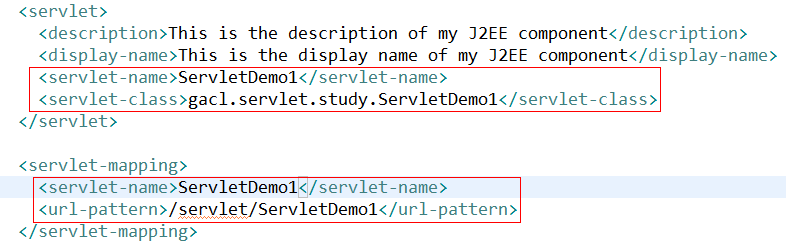 <servlet>
<description>This is the description of my J2EE component</description>
<display-name>This is the display name of my J2EE component</display-name>
<servlet-name>ServletDemo1</servlet-name>
<servlet-class>gacl.servlet.study.ServletDemo1</servlet-class>
</servlet>
<servlet-mapping>
<servlet-name>ServletDemo1</servlet-name>
<url-pattern>/servlet/ServletDemo1</url-pattern>
</servlet-mapping>